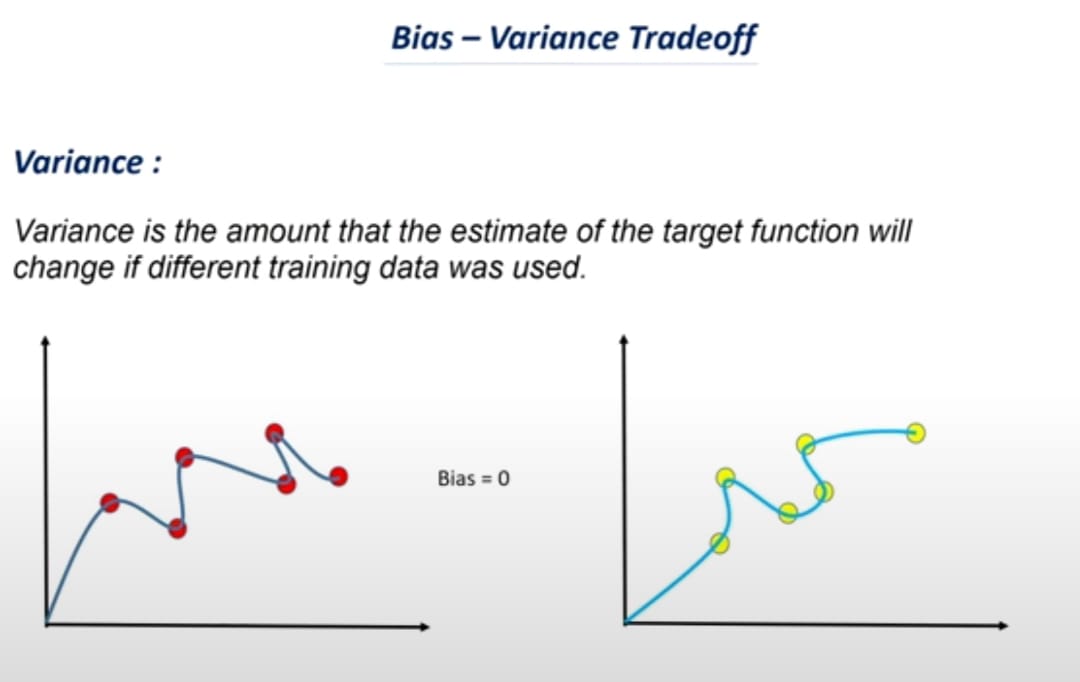 Bias – Variance Tradeoff
Variance :
Variance is the amount that the estimate of the target function will
change if different training data was used.
Bias = 0